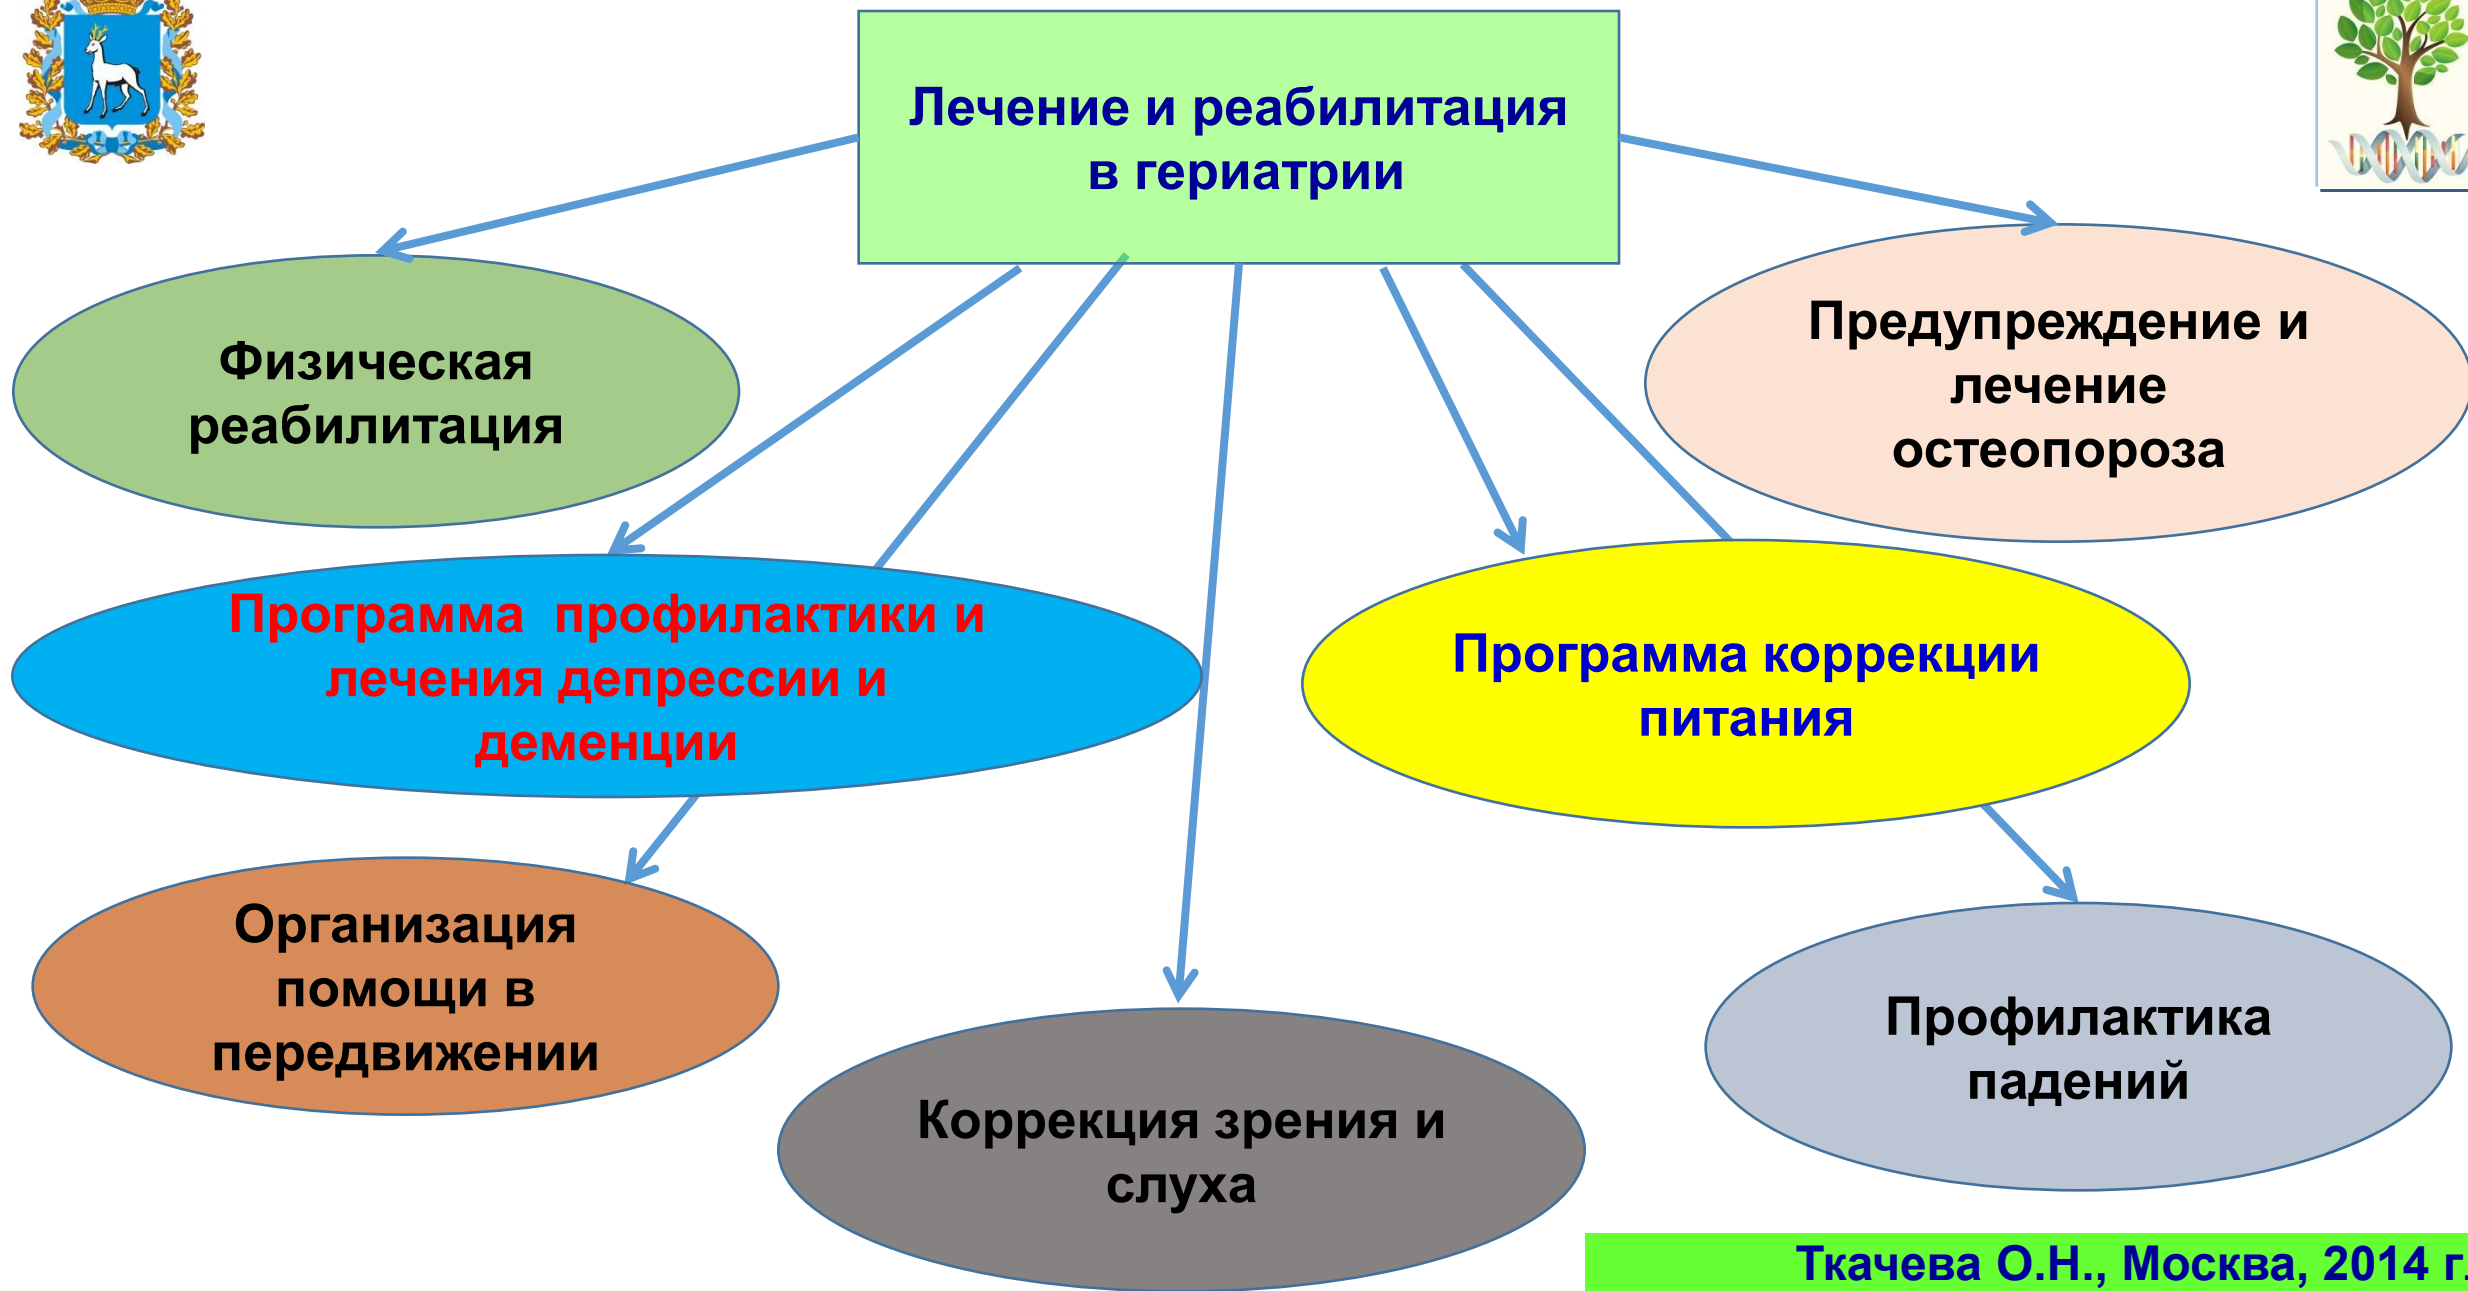 Лечение и реабилитация
в гериатрии
Физическая
реабилитация
Предупреждение и
лечение
остеопороза
Программа  профилактики и
лечения депрессии и
деменции
Программа коррекции
питания
Организация
помощи в
передвижении
Коррекция зрения и
слуха
Профилактика
падений
Ткачева О.Н., Москва, 2014 г.